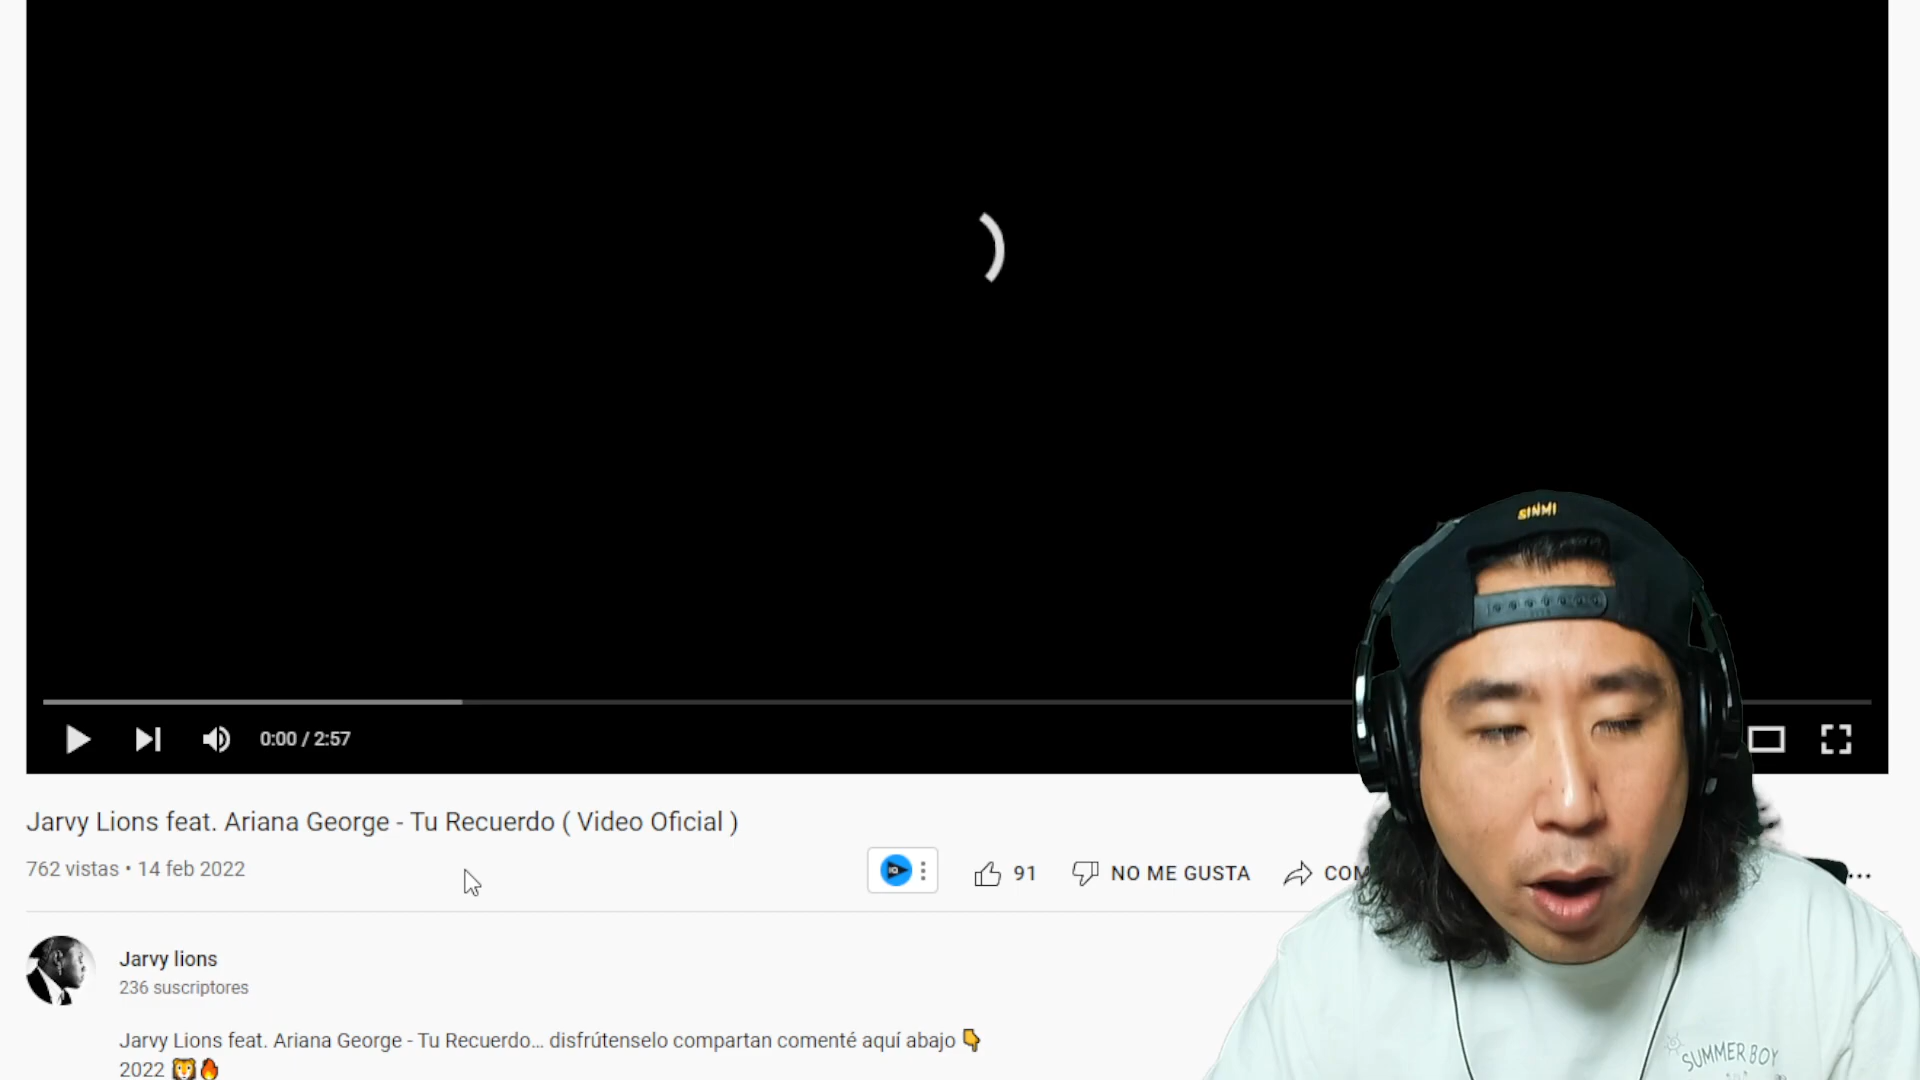 SINMI
0:00 / 2:57
Jarvy Lions feat. Ariana George - Tu Recuerdo ( Video Oficial )
762 vistas • 14 feb 2022
91
NO ME GUSTA
COM
Jarvy lions
236 suscriptores
Jarvy Lions feat. Ariana George - Tu Recuerdo... disfrútenselo compartan comenté aquí abajo 👇
2022 🦁🔥
SUMMER BOY